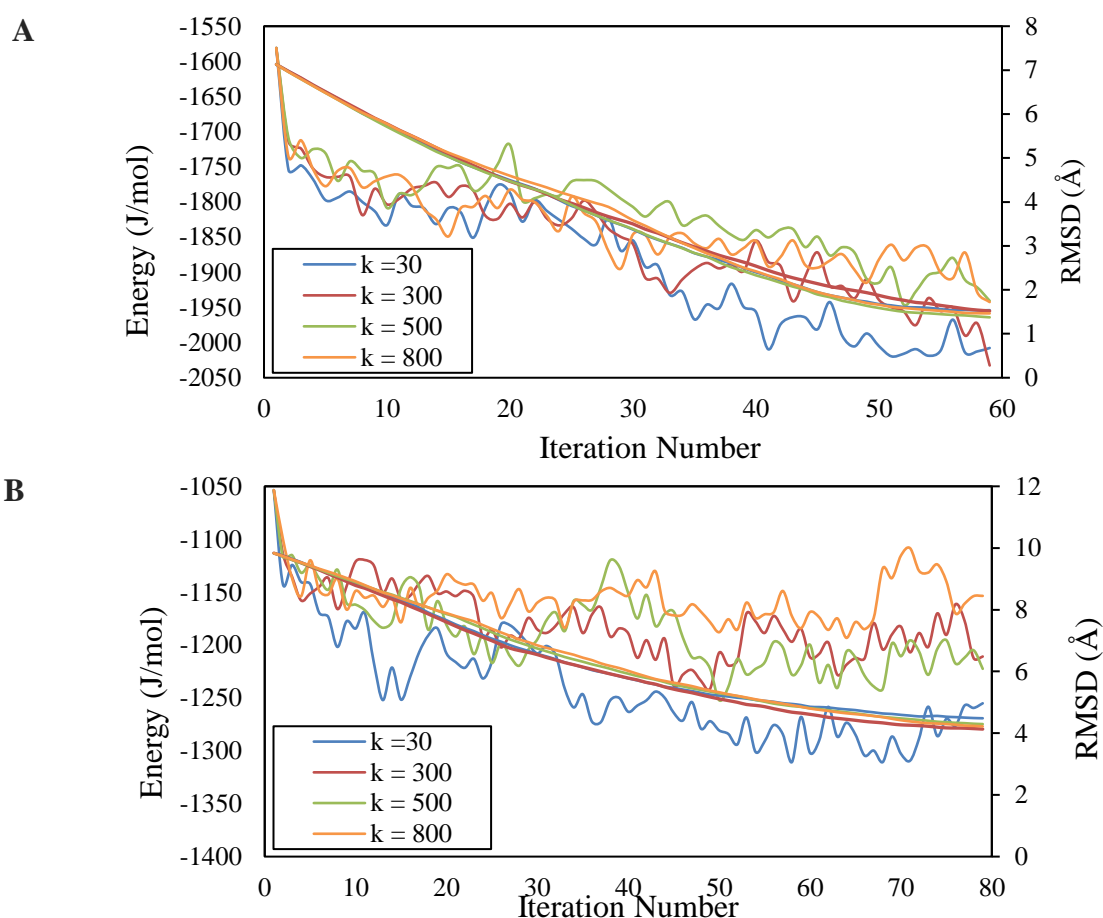 A
-1550
-1600
-1650
-1700
-1750
-1800
-1850
-1900
-1950
-2000
-2050
Energy (J/mol)
8
7
6
5
4
3
2
1
0
RMSD (Å)
k =30
k = 300
k = 500
k = 800
0 10 20 30 40 50 60
Iteration Number
B
-1050
-1100
-1150
-1200
-1250
-1300
-1350
-1400
Energy (J/mol)
12
10
8
6
4
2
0
RMSD (Å)
k =30
k = 300
k = 500
k = 800
0 10 20 30 40 50 60 70 80
Iteration Number